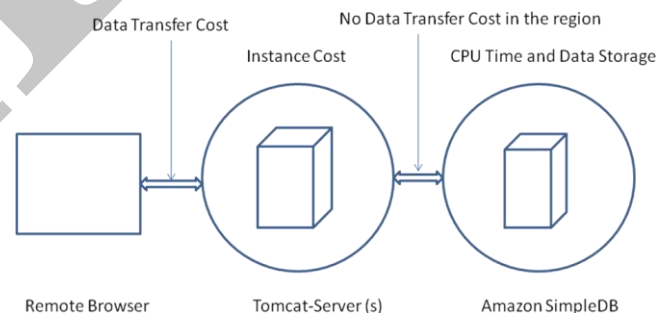 Data Transfer Cost
No Data Transfer Cost in the region
Instance Cost
CPU Time and Data Storage
Remote Browser
Tomcat-Server (s)
Amazon SimpleDB